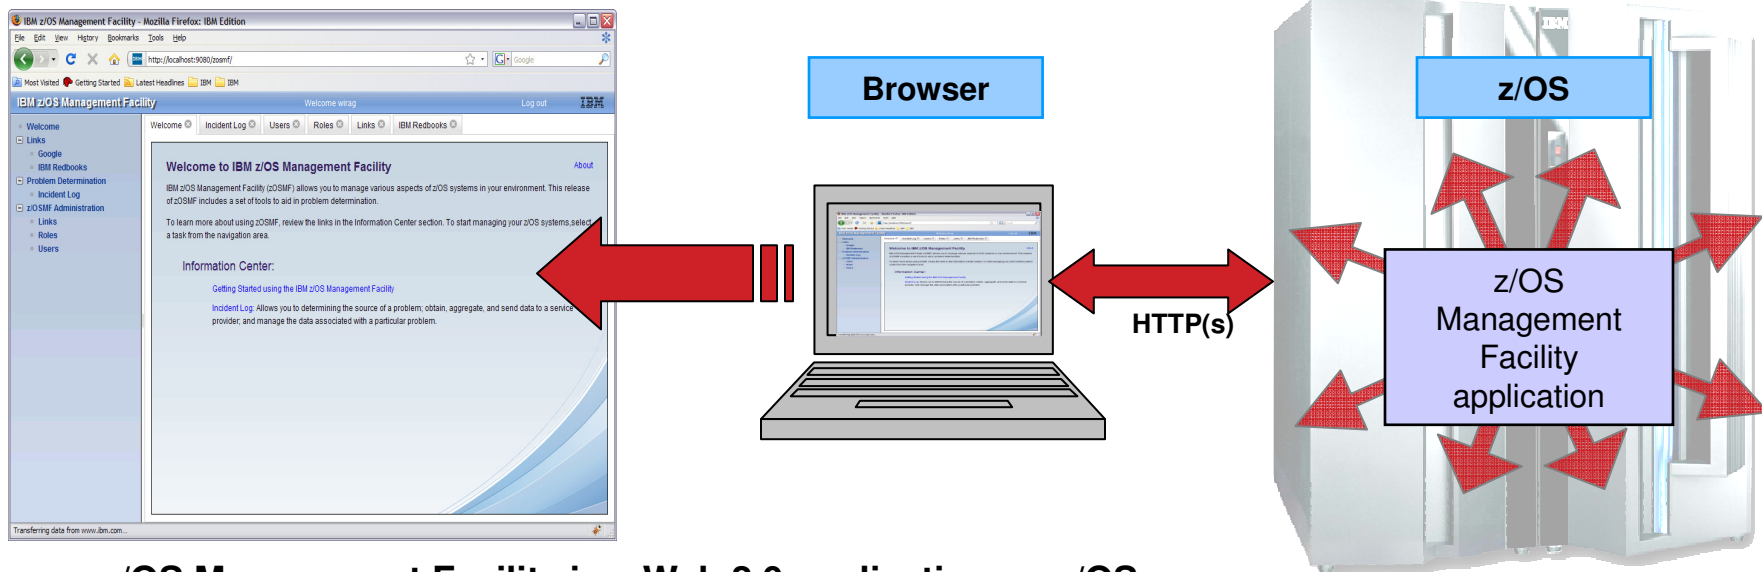 IBM z/OS Management Facility - Mozilla Firefox: IBM Edition
File Edit View History Bookmarks Tools Help
http://localhost:9080/zosmf/
G Google
Most Visited Getting Started Latest Headlines IBM IBM
IBM z/OS Management Facility Welcome wirag Log out IBM
Welcome
Links
Google
IBM Redbooks
Problem Determination
Incident Log
z/OSMF Administration
Links
Roles
Users
Welcome Incident Log Users Roles Links IBM Redbooks
Welcome to IBM z/OS Management Facility About
IBM z/OS Management Facility (zOSMF) allows you to manage various aspects of z/OS systems in your environment. This release
of zOSMF includes a set of tools to aid in problem determination.
To learn more about using zOSMF, review the links in the Information Center section. To start managing your z/OS systems,select
a task from the navigation area.
Information Center:
Getting Started using the IBM z/OS Management Facility
Incident Log: Allows you to determining the source of a problem; obtain, aggregate, and send data to a service
provider; and manage the data associated with a particular problem.
Transferring data from www.ibm.com...
Browser
HTTP(s)
IBM
z/OS
z/OS
Management
Facility
application